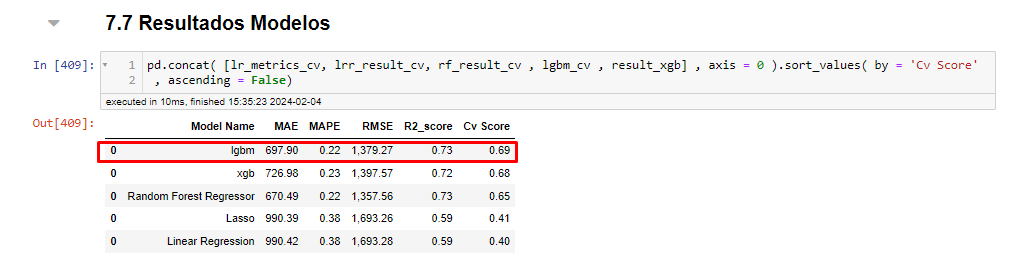 7.7 Resultados Modelos
In [409]:
1 pd.concat( [lr_metrics_cv, lrr_result_cv, rf_result_cv , lgbm_cv , result_xgb] , axis = 0 ).sort_values( by = 'Cv Score'
2 , ascending = False)
executed in 10ms, finished 15:35:23 2024-02-04
Out[409]:
Model Name MAE MAPE RMSE R2_score Cv Score
0 lgbm 697.90 0.22 1,379.27 0.73 0.69
0 xgb 726.98 0.23 1,397.57 0.72 0.68
0 Random Forest Regressor 670.49 0.22 1,357.56 0.73 0.65
0 Lasso 990.39 0.38 1,693.26 0.59 0.41
0 Linear Regression 990.42 0.38 1,693.28 0.59 0.40